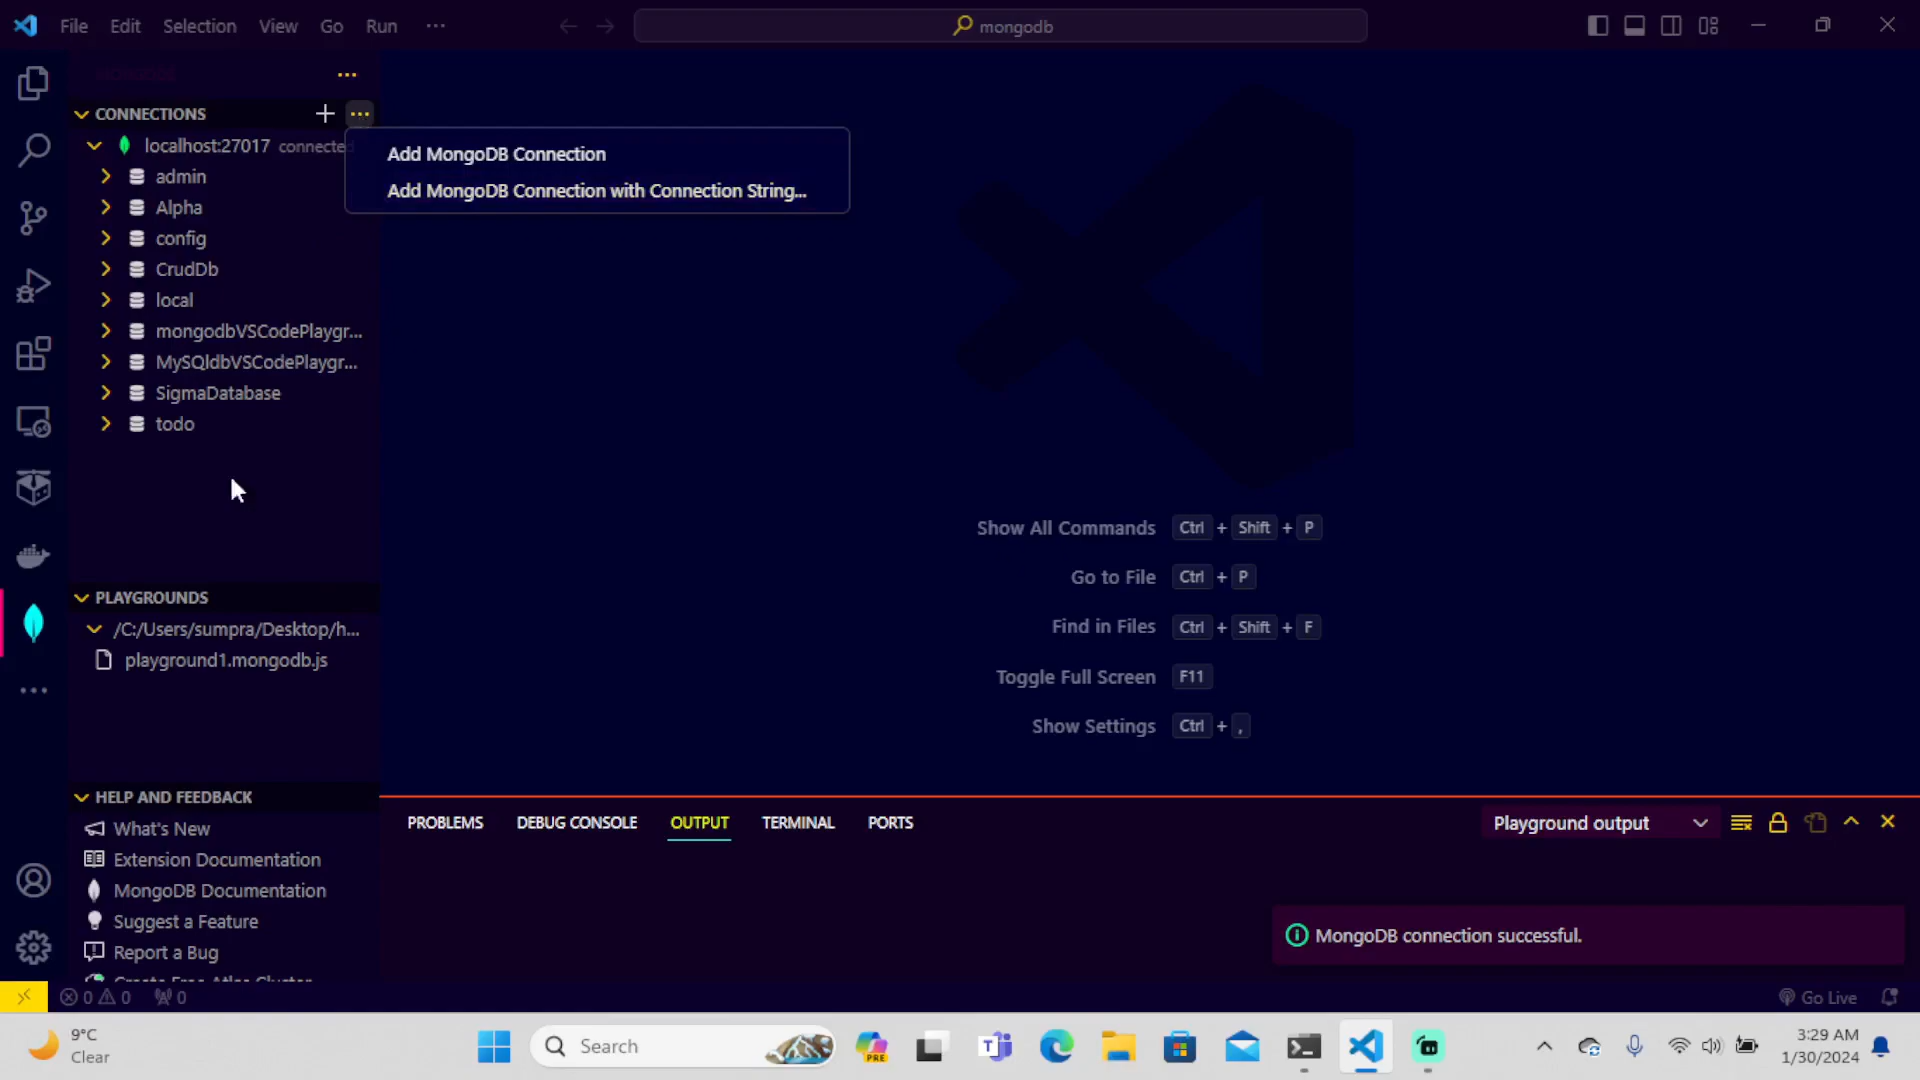 File Edit Selection View Go Run ···
mongodb
CONNECTIONS
localhost:27017 connected
Add MongoDB Connection
Add MongoDB Connection with Connection String...
admin
Alpha
config
CrudDb
local
mongodbVSCodePlaygr...
MySQldbVSCodePlaygr...
SigmaDatabase
todo
Show All Commands Ctrl + Shift + P
Go to File Ctrl + P
Find in Files Ctrl + Shift + F
Toggle Full Screen F11
Show Settings Ctrl + ,
PLAYGROUNDS
/C:/Users/sumpra/Desktop/h...
playground1.mongodb.js
HELP AND FEEDBACK
What's New
Extension Documentation
MongoDB Documentation
Suggest a Feature
Report a Bug
PROBLEMS DEBUG CONSOLE OUTPUT TERMINAL PORTS
Playground output
MongoDB connection successful.
0 0 0
Go Live
9°C
Clear
Search
PRE
3:29 AM
1/30/2024